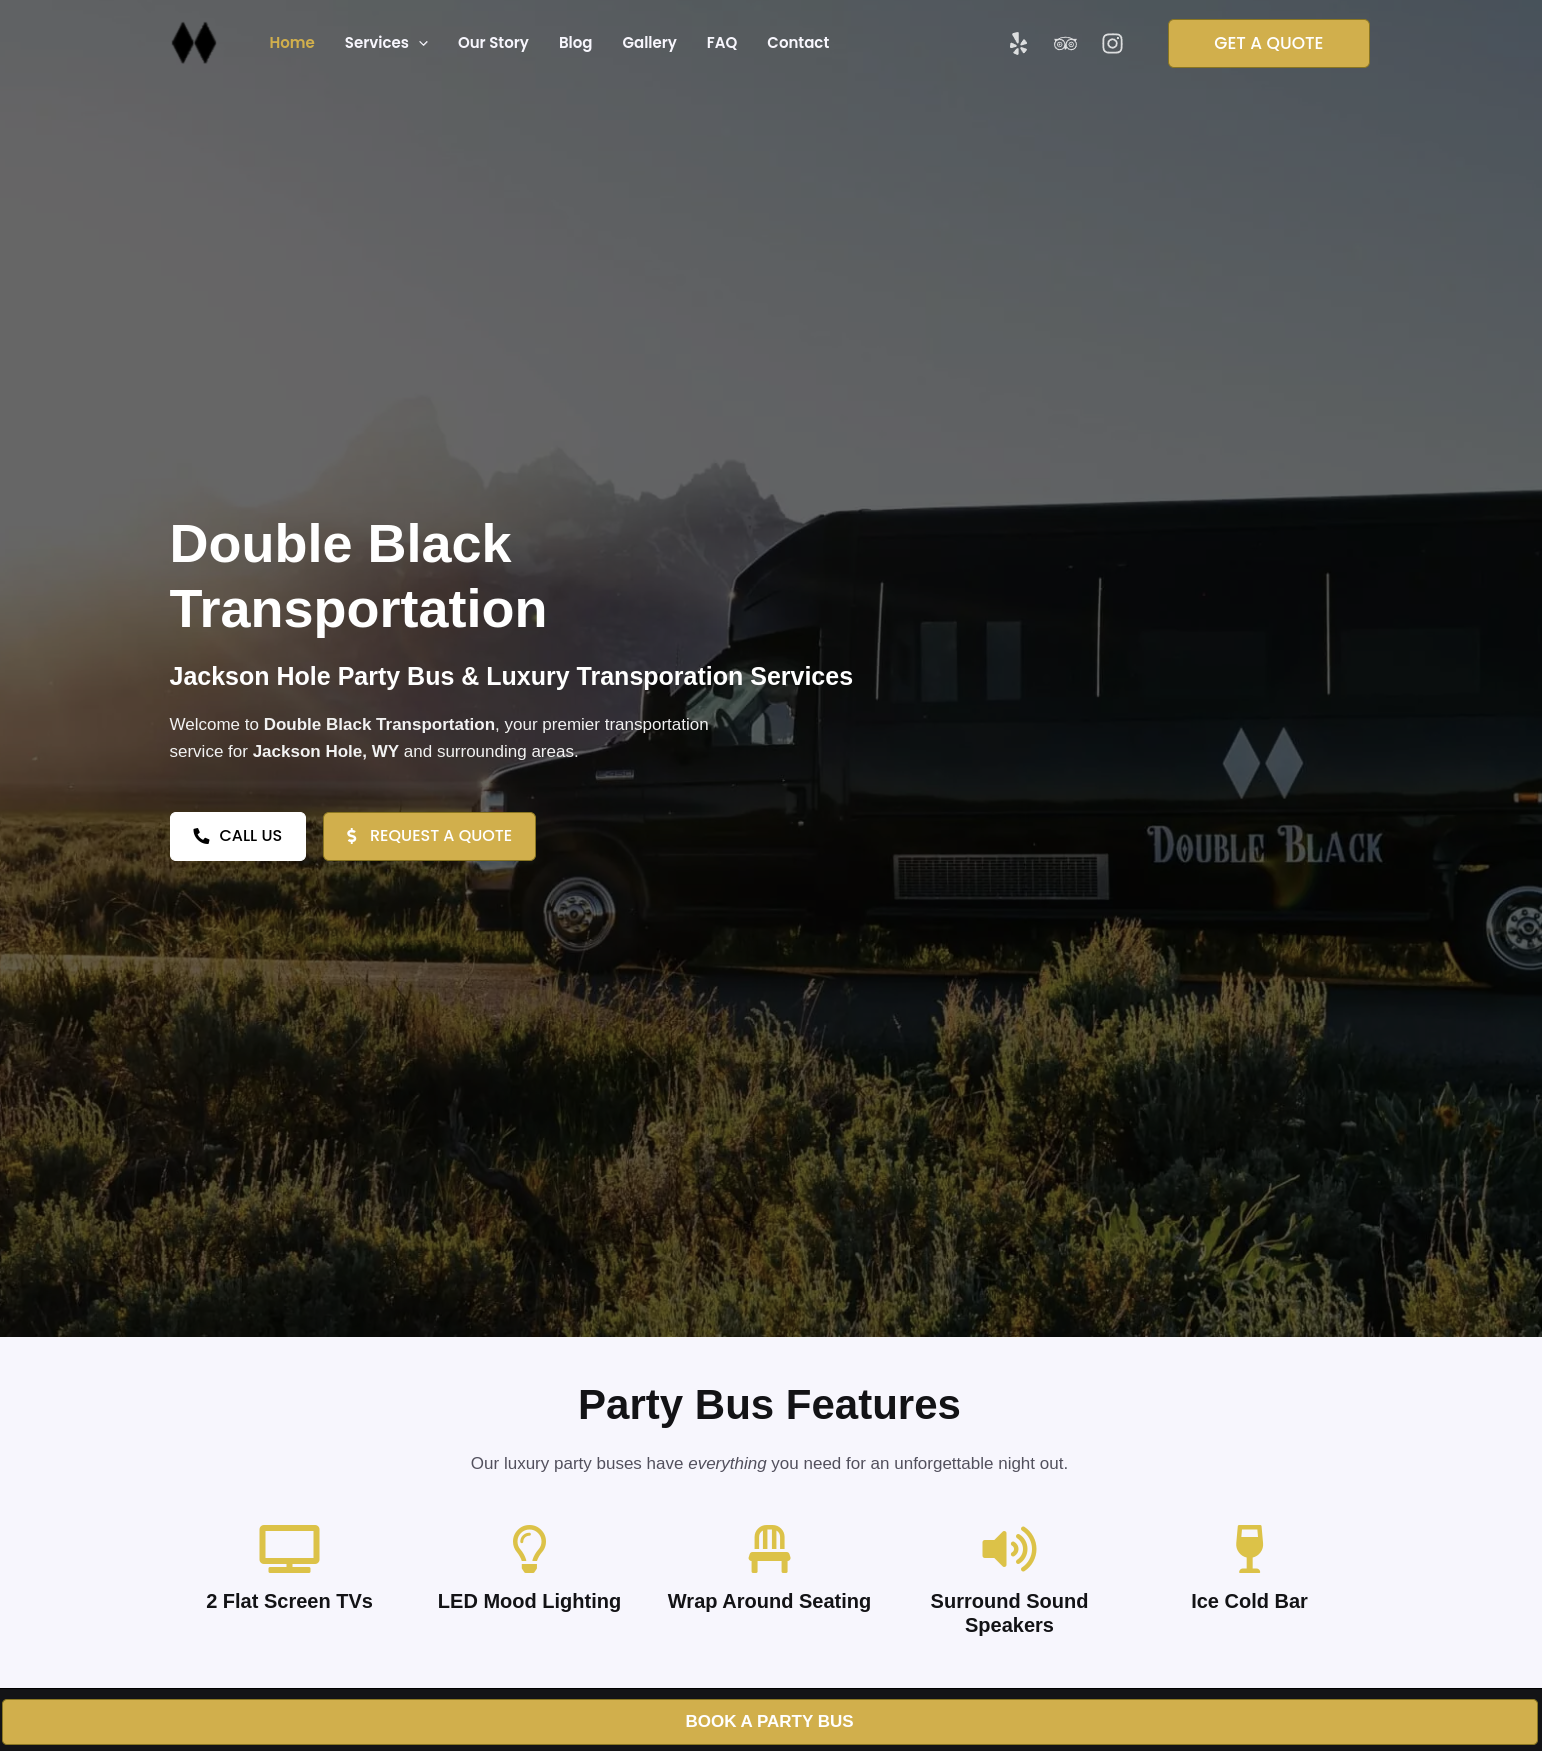 Home Services Our Story Blog Gallery FAQ Contact GET A QUOTE
Double Black
Transportation
Jackson Hole Party Bus & Luxury Transporation Services
Welcome to Double Black Transportation, your premier transportation
service for Jackson Hole, WY and surrounding areas.
CALL US REQUEST A QUOTE
DOUBLE BLACK
Party Bus Features
Our luxury party buses have everything you need for an unforgettable night out.
2 Flat Screen TVs
LED Mood Lighting
Wrap Around Seating
Surround Sound
Speakers
Ice Cold Bar
BOOK A PARTY BUS